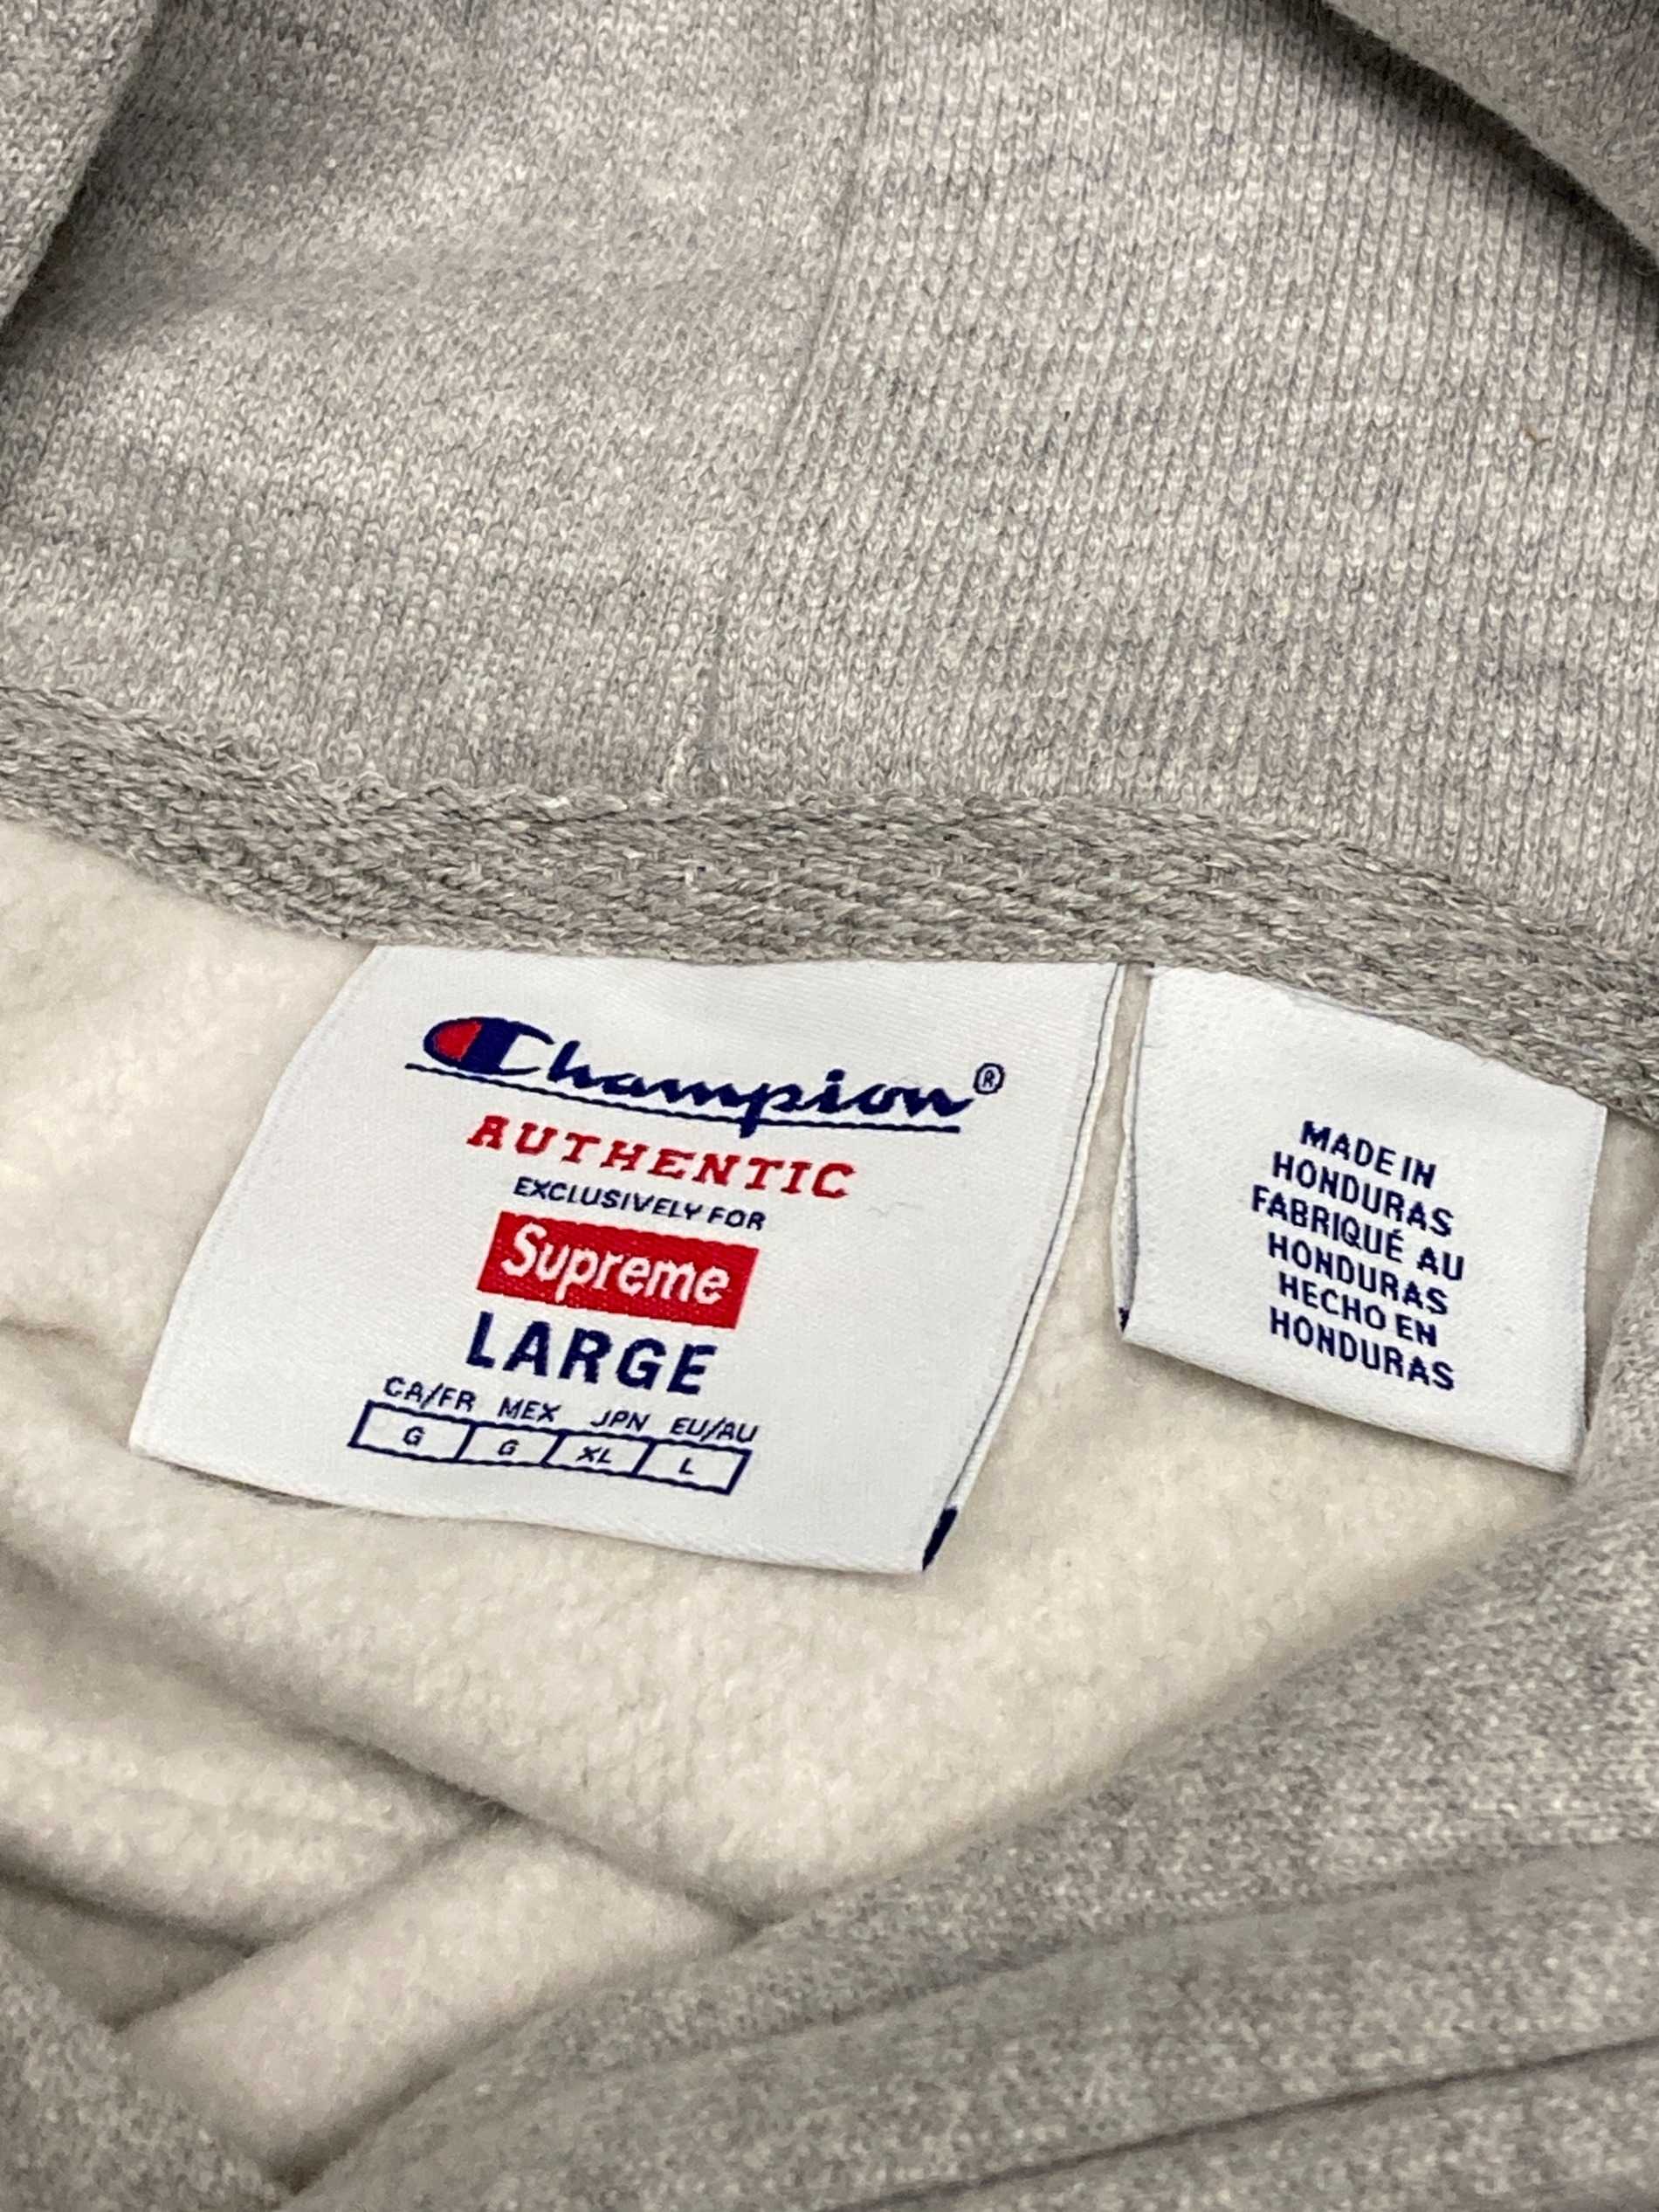 Champion®
AUTHENTIC
EXCLUSIVELY FOR
Supreme
LARGE
CA/FR MEX JPN EU/AU
G G XL L
MADE IN
HONDURAS
FABRIQUÉ AU
HONDURAS
HECHO EN
HONDURAS